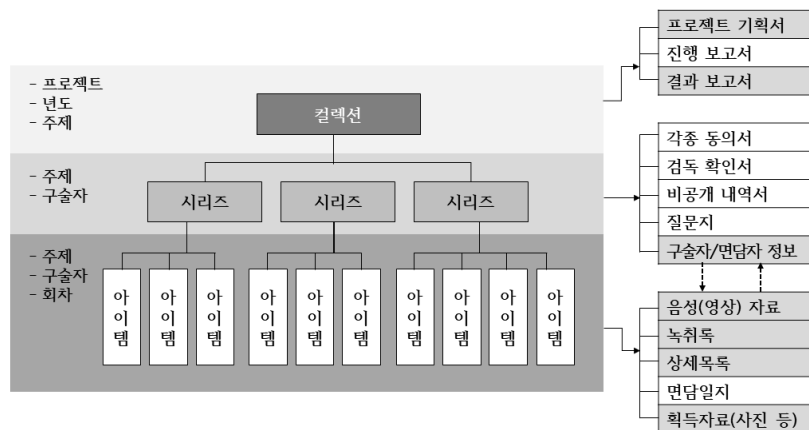 - 프로젝트
- 년도
- 주제
컬렉션
- 주제
- 구술자
시리즈
시리즈
시리즈
- 주제
- 구술자
- 회차
아이템
아이템
아이템
아이템
아이템
아이템
아이템
아이템
아이템
아이템
프로젝트 기획서
진행 보고서
결과 보고서
각종 동의서
검독 확인서
비공개 내역서
질문지
구술자/면담자 정보
음성(영상) 자료
녹취록
상세목록
면담일지
획득자료(사진 등)